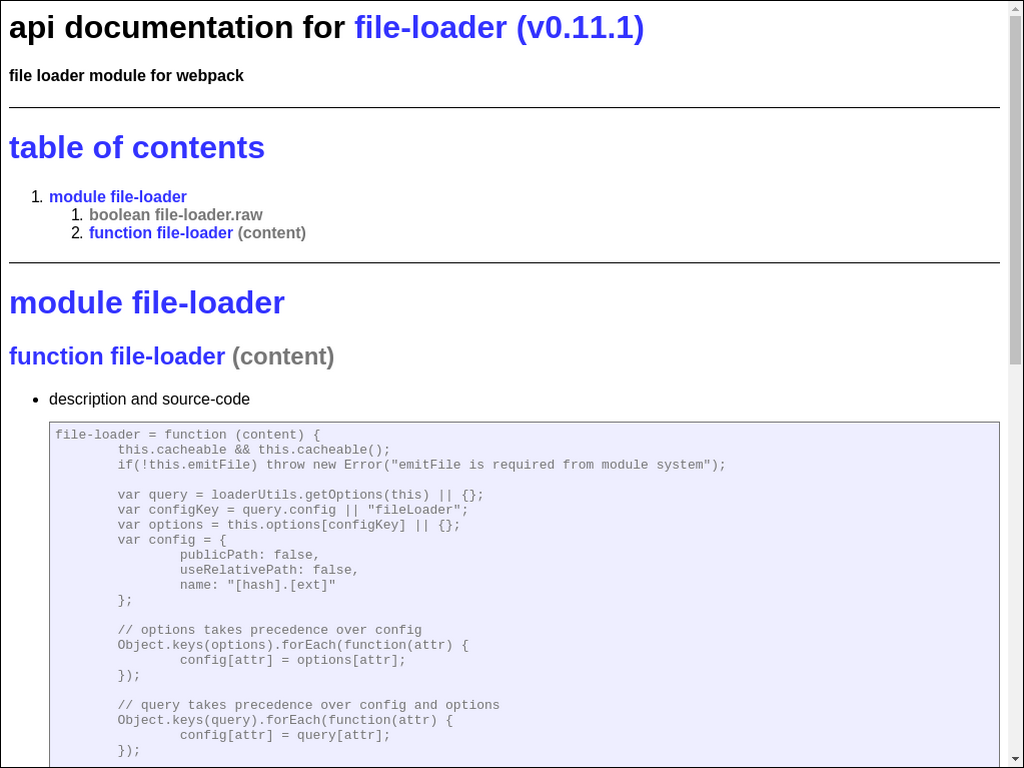 api documentation for file-loader (v0.11.1)
file loader module for webpack
table of contents
1. module file-loader
1. boolean file-loader.raw
2. function file-loader (content)
module file-loader
function file-loader (content)
• description and source-code
file-loader = function (content) {
this.cacheable && this.cacheable();
if(!this.emitFile) throw new Error("emitFile is required from module system");
var query = loaderUtils.getOptions(this) || {};
var configKey = query.config || "fileLoader";
var options = this.options[configKey] || {};
var config = {
publicPath: false,
useRelativePath: false,
name: "[hash].[ext]"
};
// options takes precedence over config
Object.keys(options).forEach(function(attr) {
config[attr] = options[attr];
});
// query takes precedence over config and options
Object.keys(query).forEach(function(attr) {
config[attr] = query[attr];
});